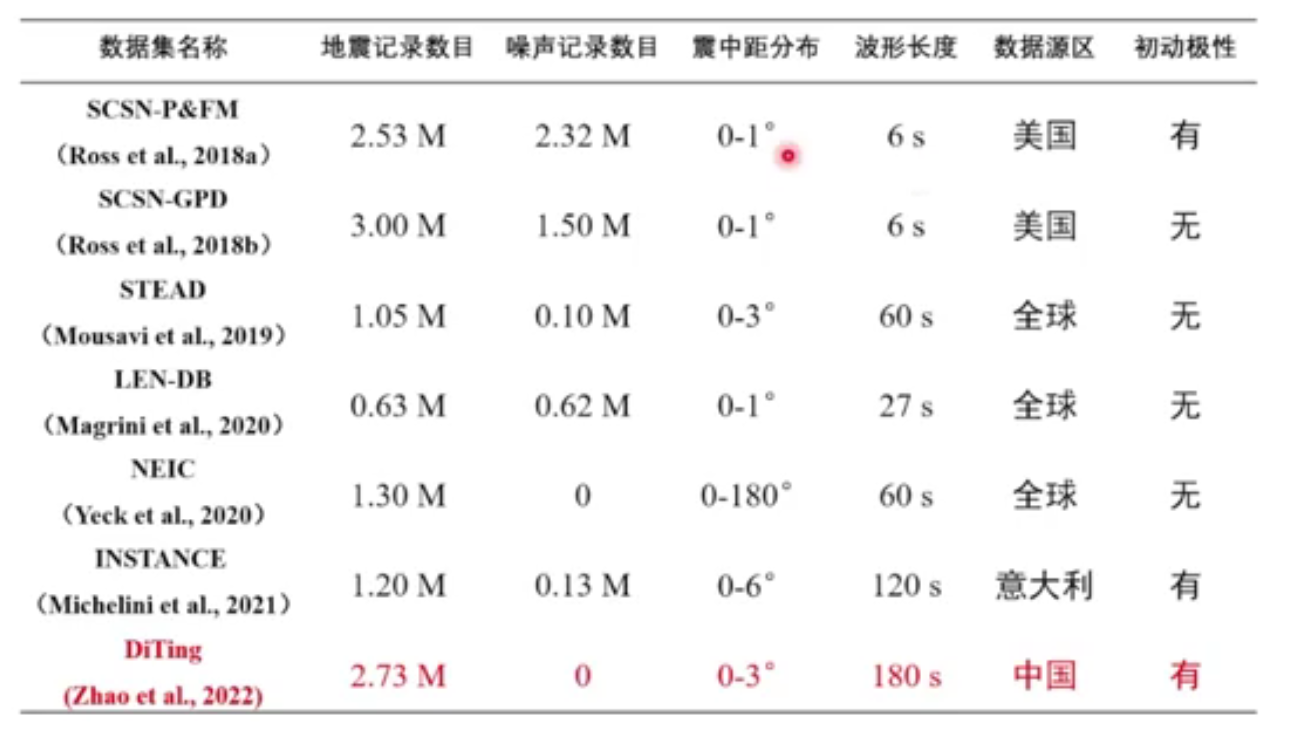 数据集名称 地震记录数目 噪声记录数目 震中距分布 波形长度 数据源区 初动极性
SCSN-P&FM
（Ross et al., 2018a） 2.53 M 2.32 M 0-1° 6 s 美国 有
SCSN-GPD
（Ross et al., 2018b） 3.00 M 1.50 M 0-1° 6 s 美国 无
STEAD
（Mousavi et al., 2019） 1.05 M 0.10 M 0-3° 60 s 全球 无
LEN-DB
（Magrini et al., 2020） 0.63 M 0.62 M 0-1° 27 s 全球 无
NEIC
（Yeck et al., 2020） 1.30 M 0 0-180° 60 s 全球 无
INSTANCE
（Michelini et al., 2021） 1.20 M 0.13 M 0-6° 120 s 意大利 有
DiTing
(Zhao et al., 2022) 2.73 M 0 0-3° 180 s 中国 有